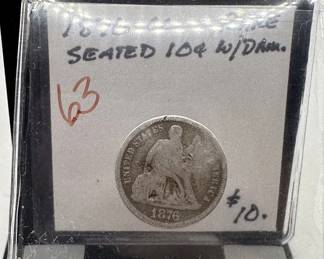 SEATED 10¢ W/DAM.
63
UNITED STATES
1876
$10.